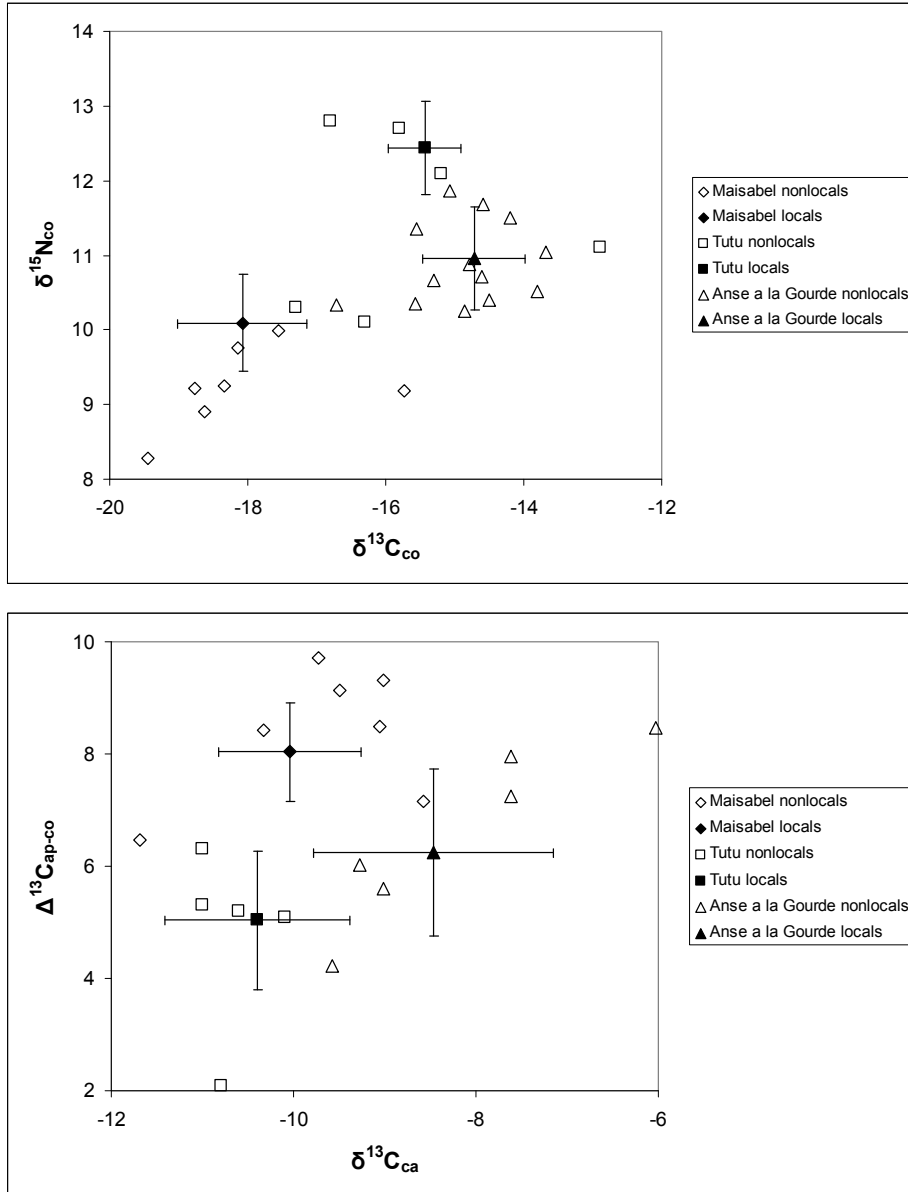 14
13
12
11
10
9
8
δ¹⁵Nco
-20 -18 -16 -14 -12
δ¹³Cco
Maisabel nonlocals
Maisabel locals
Tutu nonlocals
Tutu locals
Anse a la Gourde nonlocals
Anse a la Gourde locals
10
8
6
4
2
Δ¹³Cap-co
-12 -10 -8 -6
δ¹³Cca
Maisabel nonlocals
Maisabel locals
Tutu nonlocals
Tutu locals
Anse a la Gourde nonlocals
Anse a la Gourde locals